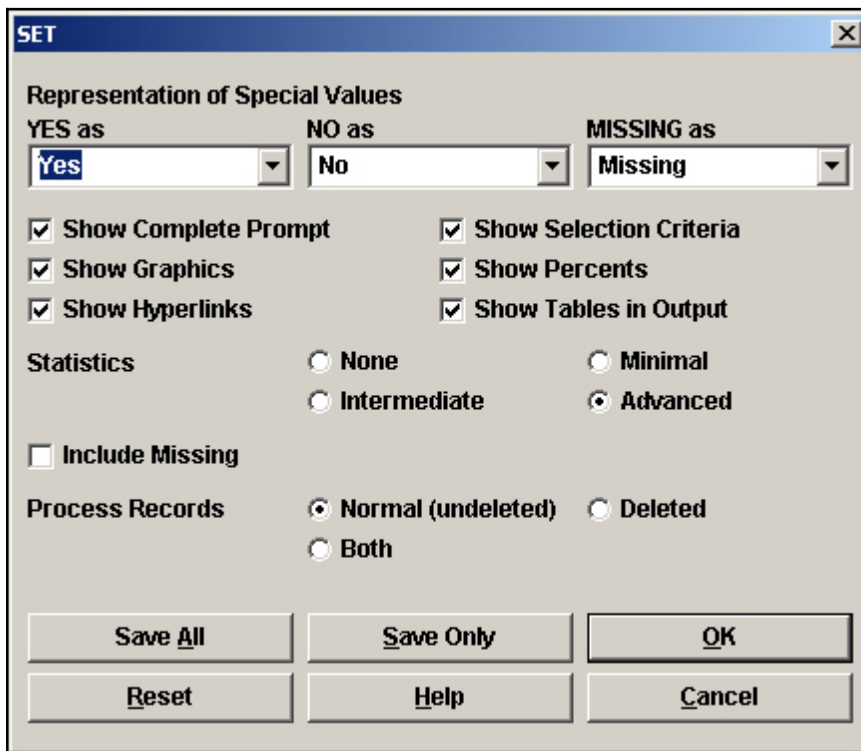 SET
Representation of Special Values
YES as NO as MISSING as
Yes No Missing
Show Complete Prompt Show Selection Criteria
Show Graphics Show Percents
Show Hyperlinks Show Tables in Output
Statistics None Minimal
Intermediate Advanced
Include Missing
Process Records Normal (undeleted) Deleted
Both
Save All Save Only OK
Reset Help Cancel